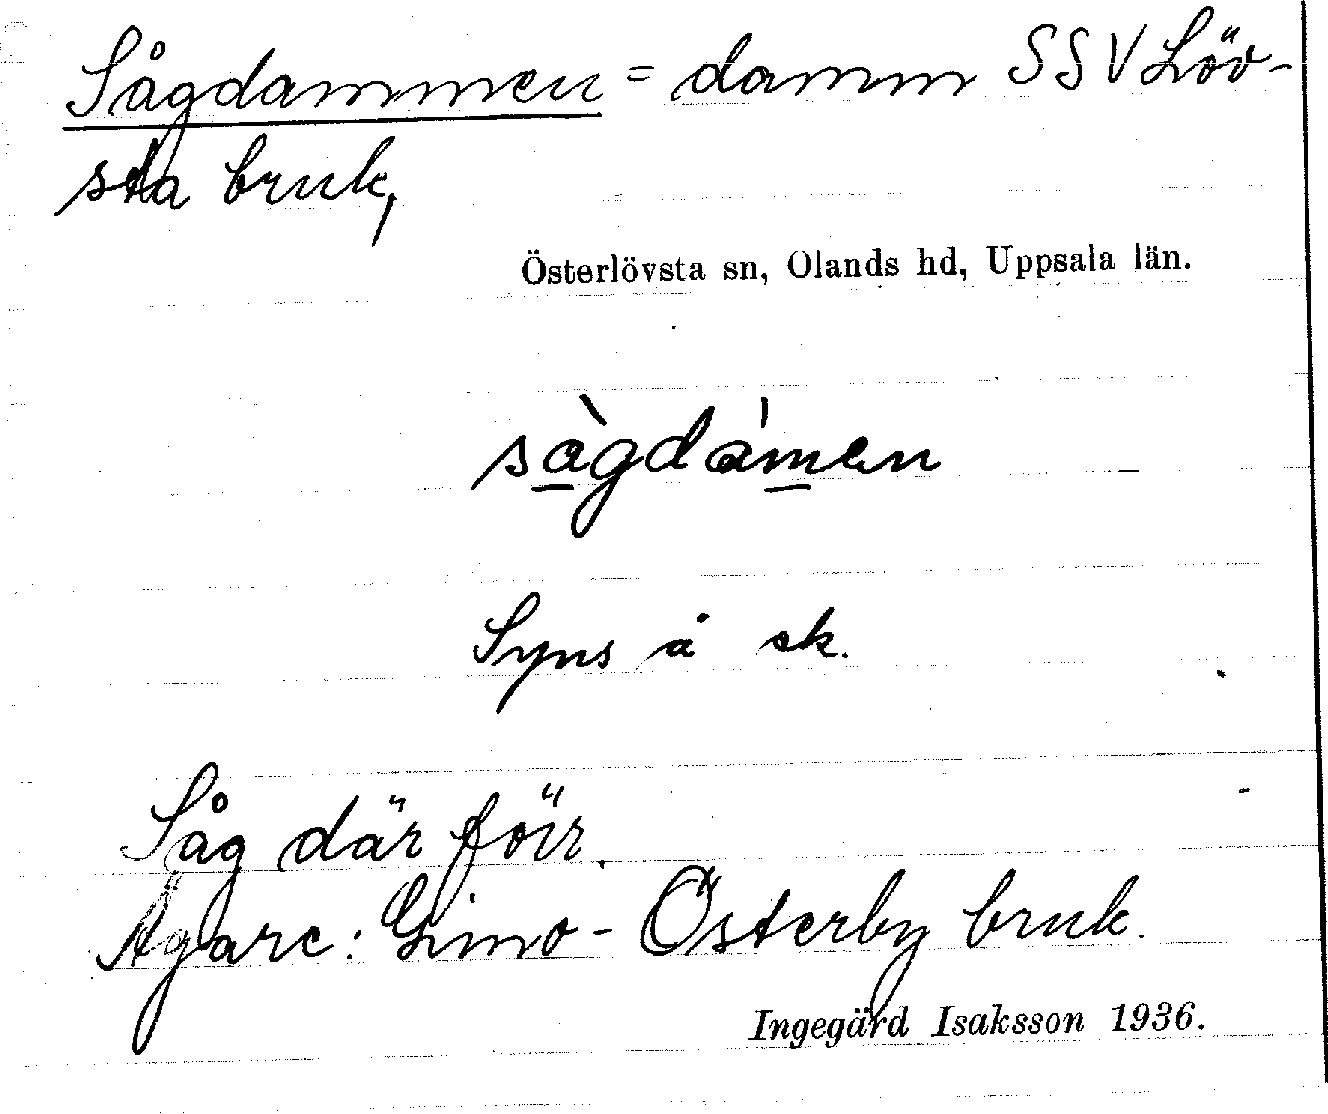 Sågdammen = damm SSV Löv-
sta bruk,
Österlövsta sn, Olands hd, Uppsala län.
sàgdámen
Syns å ek.
Såg där förr.
Ägare: Gimo-Österby bruk.
Ingegärd Isaksson 1936.